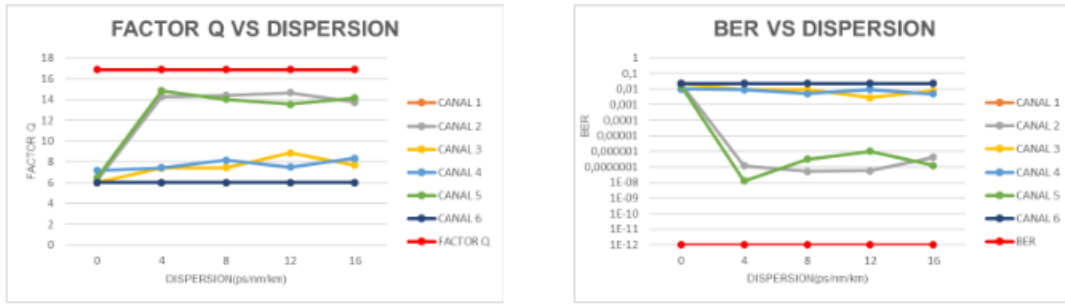 FACTOR Q VS DISPERSION
FACTOR Q
18
16
14
12
10
8
6
4
2
0
0 4 8 12 16
DISPERSION(ps/nm/km)
CANAL 1
CANAL 2
CANAL 3
CANAL 4
CANAL 5
CANAL 6
FACTOR Q
BER VS DISPERSION
BER
1
0,1
0,01
0,001
0,0001
0,00001
0,000001
0,0000001
1E-08
1E-09
1E-10
1E-11
1E-12
0 4 8 12 16
DISPERSION(ps/nm/km)
CANAL 1
CANAL 2
CANAL 3
CANAL 4
CANAL 5
CANAL 6
BER